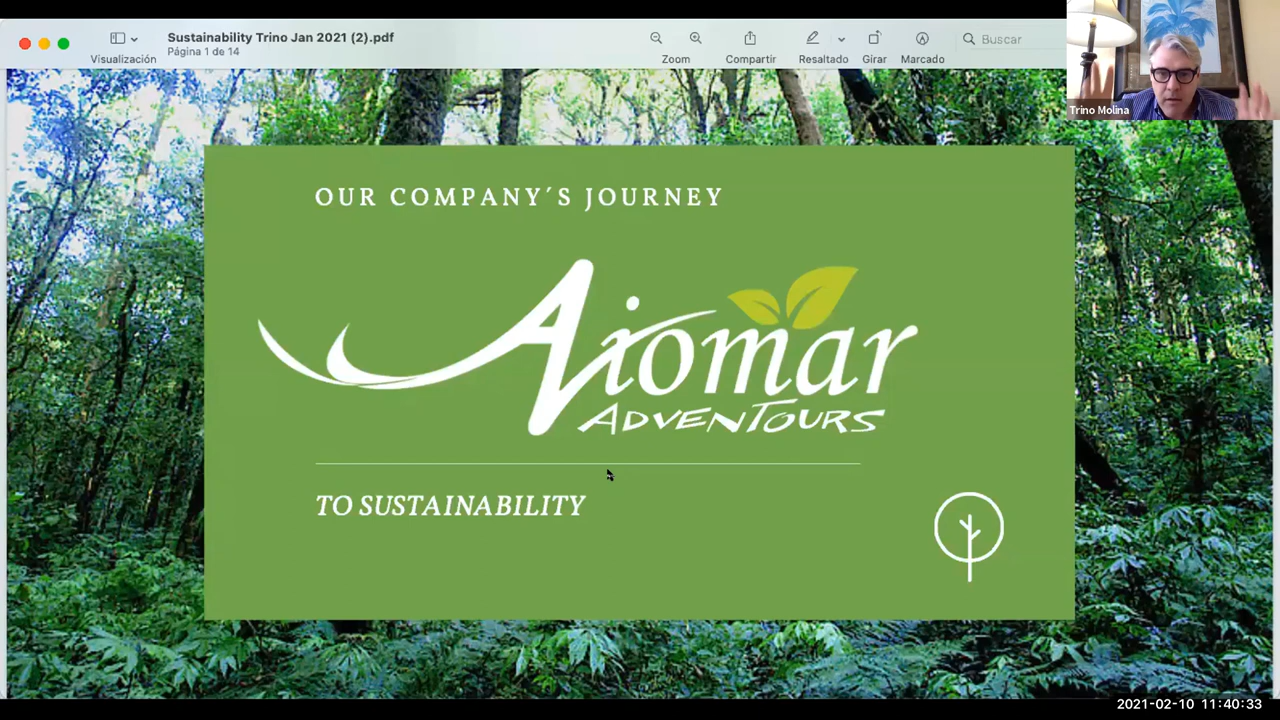 Sustainability Trino Jan 2021 (2).pdf
Página 1 de 14
Visualización
Zoom
Compartir
Resaltado
Girar
Marcado
Buscar
Trino Molina
OUR COMPANY´S JOURNEY
Axomar
ADVENTOURS
TO SUSTAINABILITY
2021-02-10 11:40:33